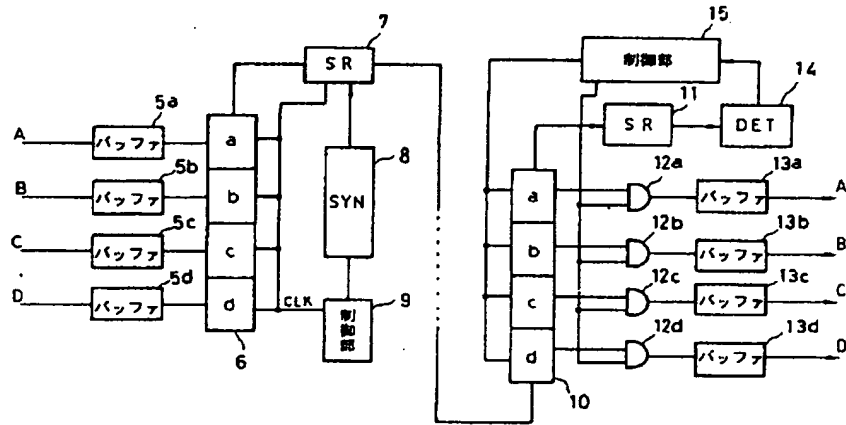 7
SR
15
制御部
14
11
SR
DET
A
5a
バッファ
a
8
SYN
B
5b
バッファ
b
C
5c
バッファ
c
D
5d
バッファ
d
CLK
9
制御部
6
a
b
c
d
10
12a
13a
バッファ
A
12b
13b
バッファ
B
12c
13c
バッファ
C
12d
13d
バッファ
D